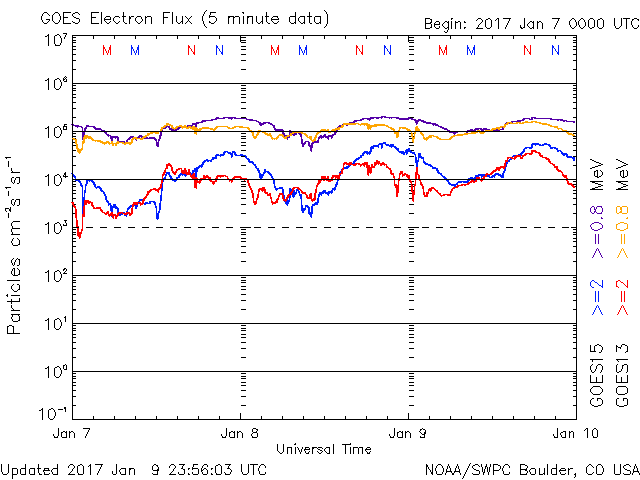 GOES Electron Flux (5 minute data)
Begin: 2017 Jan 7 0000 UTC
10⁷
M M N N M M N N M M N N
10⁶
10⁵
10⁴
10³
10²
10¹
10⁰
10⁻¹
Particles cm⁻²s⁻¹sr⁻¹
GOES15 >=2 >=0.8 MeV
GOES13 >=2 >=0.8 MeV
Jan 7 Jan 8 Jan 9 Jan 10
Universal Time
Updated 2017 Jan 9 23:56:03 UTC
NOAA/SWPC Boulder, CO USA